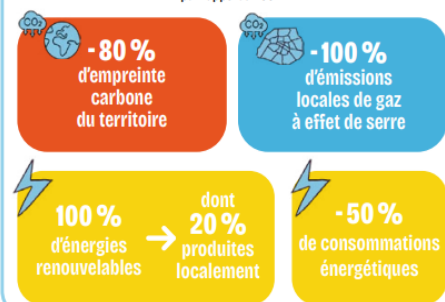 CO2
- 80 %
d'empreinte
carbone
du territoire
CO2
- 100 %
d'émissions
locales de gaz
à effet de serre
100 %
d'énergies
renouvelables
dont
20 %
produites
localement
- 50 %
de consommations
énergétiques